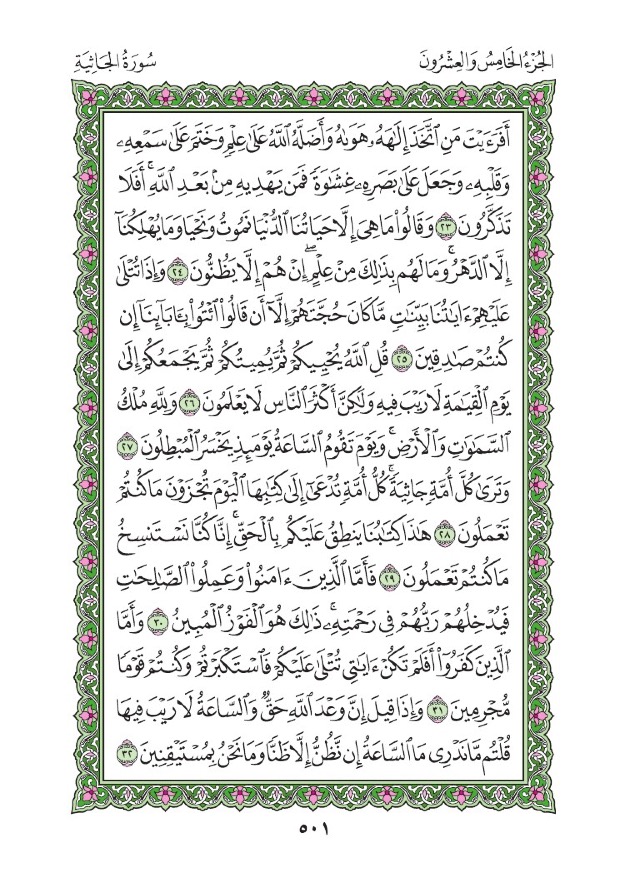 الجُزْءُ الخَامِسُ وَالعِشْرُونَ
سُورَةُ الجَاثِيَةِ
أَفَرَءَيْتَ مَنِ ٱتَّخَذَ إِلَٰهَهُۥ هَوَىٰهُ وَأَضَلَّهُ ٱللَّهُ عَلَىٰ عِلْمٍ وَخَتَمَ عَلَىٰ سَمْعِهِۦ
وَقَلْبِهِۦ وَجَعَلَ عَلَىٰ بَصَرِهِۦ غِشَٰوَةً فَمَن يَهْدِيهِ مِنۢ بَعْدِ ٱللَّهِ ۚ أَفَلَا
تَذَكَّرُونَ ٢٣ وَقَالُوا۟ مَا هِىَ إِلَّا حَيَاتُنَا ٱلدُّنْيَا نَمُوتُ وَنَحْيَا وَمَا يُهْلِكُنَآ
إِلَّا ٱلدَّهْرُ ۚ وَمَا لَهُم بِذَٰلِكَ مِنْ عِلْمٍ ۖ إِنْ هُمْ إِلَّا يَظُنُّونَ ٢٤ وَإِذَا تُتْلَىٰ
عَلَيْهِمْ ءَايَٰتُنَا بَيِّنَٰتٍ مَّا كَانَ حُجَّتَهُمْ إِلَّآ أَن قَالُوا۟ ٱئْتُوا۟ بِـَٔابَآئِنَآ إِن
كُنتُمْ صَٰدِقِينَ ٢٥ قُلِ ٱللَّهُ يُحْيِيكُمْ ثُمَّ يُمِيتُكُمْ ثُمَّ يَجْمَعُكُمْ إِلَىٰ
يَوْمِ ٱلْقِيَٰمَةِ لَا رَيْبَ فِيهِ وَلَٰكِنَّ أَكْثَرَ ٱلنَّاسِ لَا يَعْلَمُونَ ٢٦ وَلِلَّهِ مُلْكُ
ٱلسَّمَٰوَٰتِ وَٱلْأَرْضِ ۚ وَيَوْمَ تَقُومُ ٱلسَّاعَةُ يَوْمَئِذٍ يَخْسَرُ ٱلْمُبْطِلُونَ ٢٧
وَتَرَىٰ كُلَّ أُمَّةٍ جَاثِيَةً ۚ كُلُّ أُمَّةٍ تُدْعَىٰٓ إِلَىٰ كِتَٰبِهَا ٱلْيَوْمَ تُجْزَوْنَ مَا كُنتُمْ
تَعْمَلُونَ ٢٨ هَٰذَا كِتَٰبُنَا يَنطِقُ عَلَيْكُم بِٱلْحَقِّ ۚ إِنَّا كُنَّا نَسْتَنسِخُ
مَا كُنتُمْ تَعْمَلُونَ ٢٩ فَأَمَّا ٱلَّذِينَ ءَامَنُوا۟ وَعَمِلُوا۟ ٱلصَّٰلِحَٰتِ
فَيُدْخِلُهُمْ رَبُّهُمْ فِى رَحْمَتِهِۦ ۚ ذَٰلِكَ هُوَ ٱلْفَوْزُ ٱلْمُبِينُ ٣٠ وَأَمَّا
ٱلَّذِينَ كَفَرُوٓا۟ أَفَلَمْ تَكُنْ ءَايَٰتِى تُتْلَىٰ عَلَيْكُمْ فَٱسْتَكْبَرْتُمْ وَكُنتُمْ قَوْمًا
مُّجْرِمِينَ ٣١ وَإِذَا قِيلَ إِنَّ وَعْدَ ٱللَّهِ حَقٌّ وَٱلسَّاعَةُ لَا رَيْبَ فِيهَا
قُلْتُم مَّا نَدْرِى مَا ٱلسَّاعَةُ إِن نَّظُنُّ إِلَّا ظَنًّا وَمَا نَحْنُ بِمُسْتَيْقِنِينَ ٣٢
٥٠١